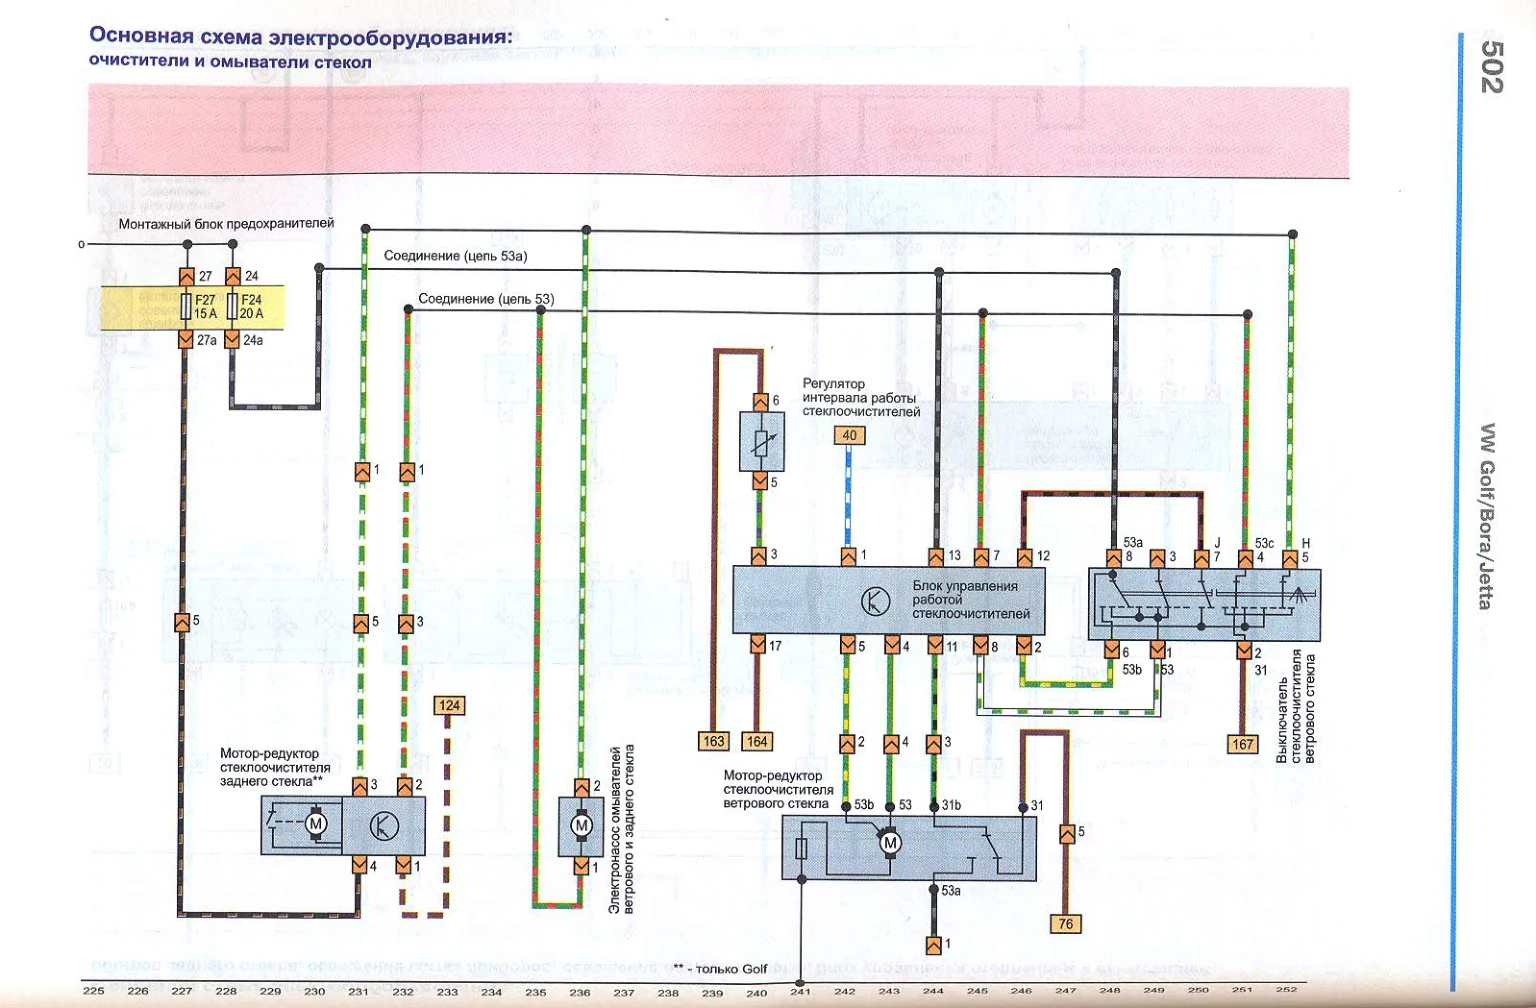 Основная схема электрооборудования:
очистители и омыватели стекол
502
VW Golf/Bora/Jetta
Монтажный блок предохранителей
0
27
24
F27
15 A
F24
20 A
27a
24a
Соединение (цепь 53a)
Соединение (цепь 53)
1
1
5
5
3
124
Мотор-редуктор
стеклоочистителя
заднего стекла**
3
2
M
4
1
2
M
1
Электронасос омывателей
ветрового и заднего стекла
6
5
Регулятор
интервала работы
стеклоочистителей
40
3
1
13
7
12
Блок управления
работой
стеклоочистителей
17
5
4
11
8
2
163
164
2
4
3
53a
8
3
J
7
53c
4
H
5
6
53b
1
53
2
31
167
Выключатель
стеклоочистителя
ветрового стекла
Мотор-редуктор
стеклоочистителя
ветрового стекла
53b
53
31b
31
M
5
53a
1
76
** - только Golf
225 226 227 228 229 230 231 232 233 234 235 236 237 238 239 240 241 242 243 244 245 246 247 248 249 250 251 252